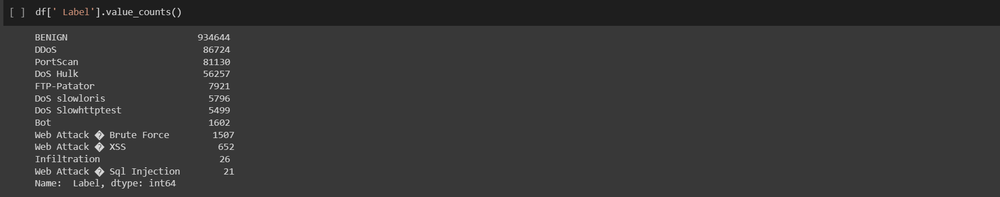 [ ] df[' Label'].value_counts()
BENIGN 934644
DDoS 86724
PortScan 81130
DoS Hulk 56257
FTP-Patator 7921
DoS slowloris 5796
DoS Slowhttptest 5499
Bot 1602
Web Attack � Brute Force 1507
Web Attack � XSS 652
Infiltration 26
Web Attack � Sql Injection 21
Name:  Label, dtype: int64